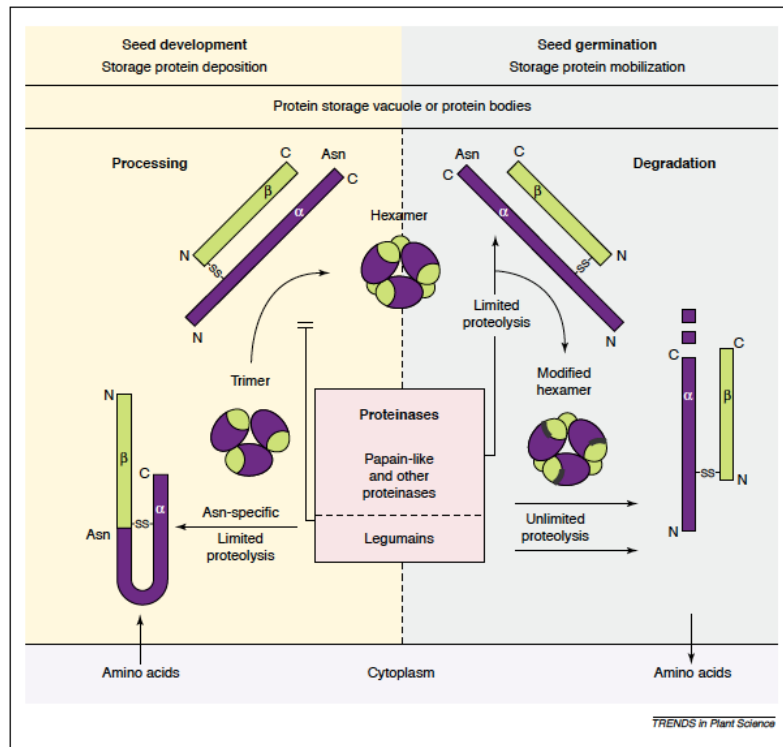 Seed development
Storage protein deposition
Seed germination
Storage protein mobilization
Protein storage vacuole or protein bodies
Processing
C
Asn
β
C
α
N
SS
N
Hexamer
Asn
C
C
α
β
Degradation
SS
N
N
Limited
proteolysis
Trimer
Modified
hexamer
N
β
C
SS
α
Asn
Asn-specific
Limited
proteolysis
Proteinases
Papain-like
and other
proteinases
Legumains
Unlimited
proteolysis
C
C
α
β
SS
N
N
Amino acids
Cytoplasm
Amino acids
TRENDS in Plant Science